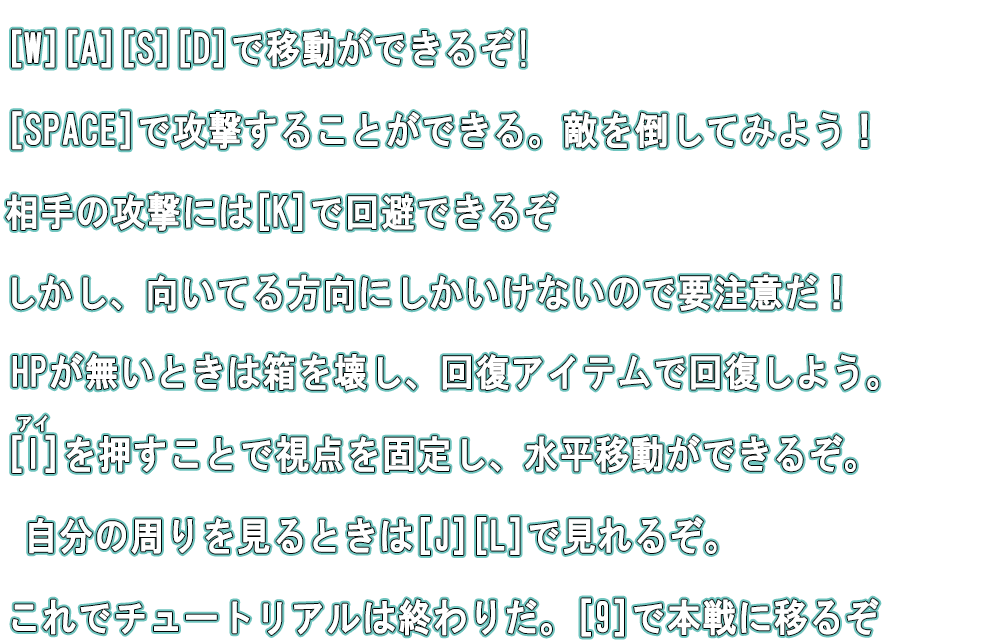 [W][A][S][D]で移動ができるぞ!
[SPACE]で攻撃することができる。敵を倒してみよう！
相手の攻撃には[K]で回避できるぞ
しかし、向いてる方向にしかいけないので要注意だ！
HPが無いときは箱を壊し、回復アイテムで回復しよう。
アイ
[I]を押すことで視点を固定し、水平移動ができるぞ。
自分の周りを見るときは[J][L]で見れるぞ。
これでチュートリアルは終わりだ。[9]で本戦に移るぞ